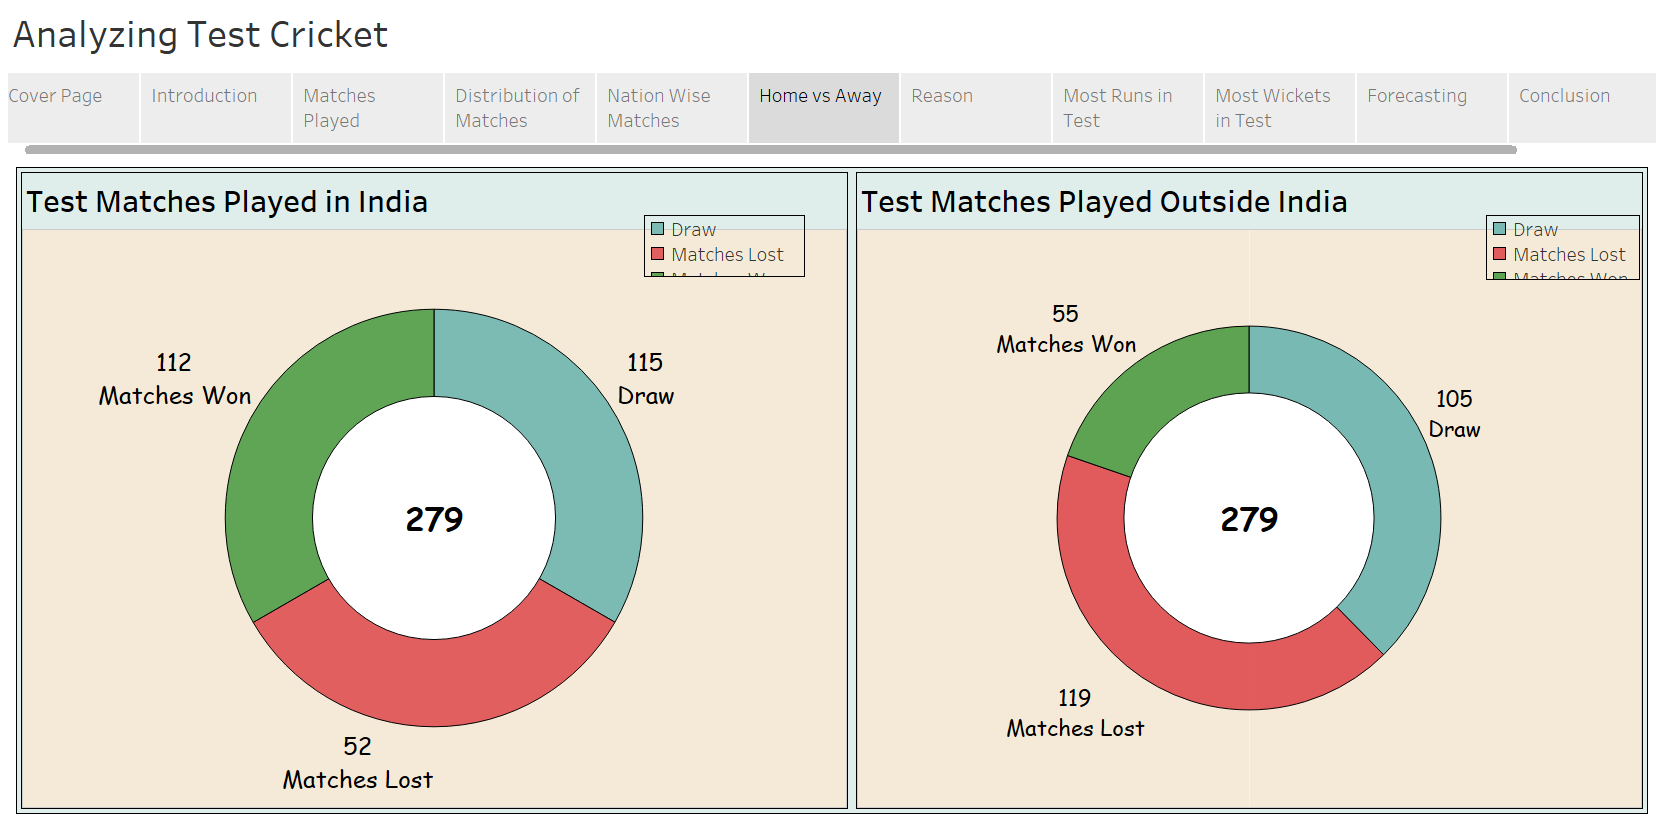 Analyzing Test Cricket
Cover Page
Introduction
Matches
Played
Distribution of
Matches
Nation Wise
Matches
Home vs Away
Reason
Most Runs in
Test
Most Wickets
in Test
Forecasting
Conclusion
Test Matches Played in India
Draw
Matches Lost
112
Matches Won
115
Draw
279
52
Matches Lost
Test Matches Played Outside India
Draw
Matches Lost
Matches Won
55
Matches Won
105
Draw
279
119
Matches Lost